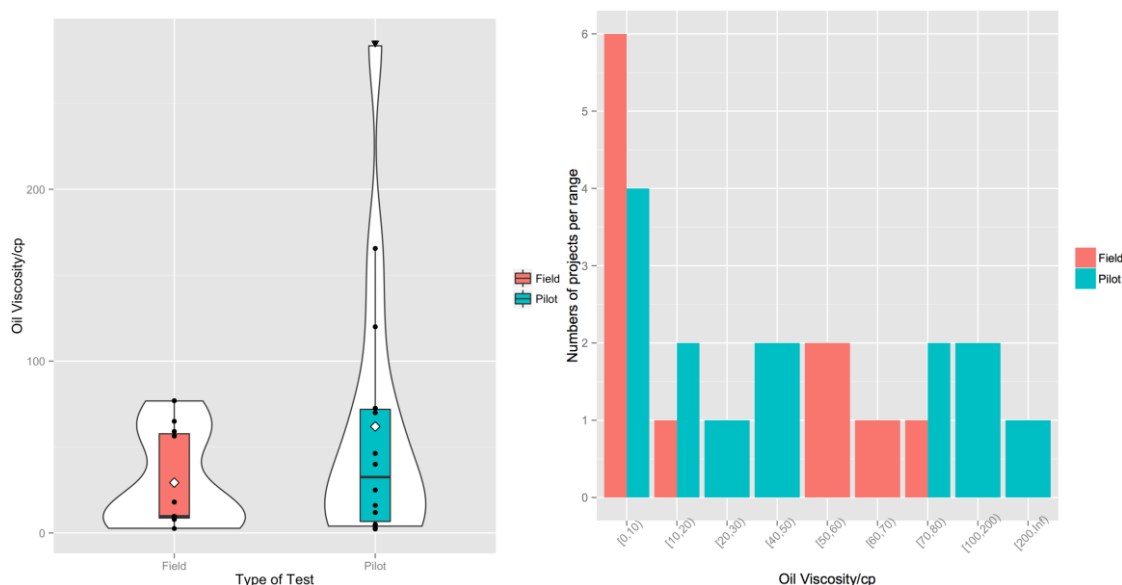 Oil Viscosity/cp
200
100
0
Field
Pilot
Type of Test
Field
Pilot
Numbers of projects per range
6
5
4
3
2
1
0
[0,10)
[10,20)
[20,30)
[40,50)
[50,60)
[60,70)
[70,80)
[100,200)
[200,Inf)
Oil Viscosity/cp
Field
Pilot